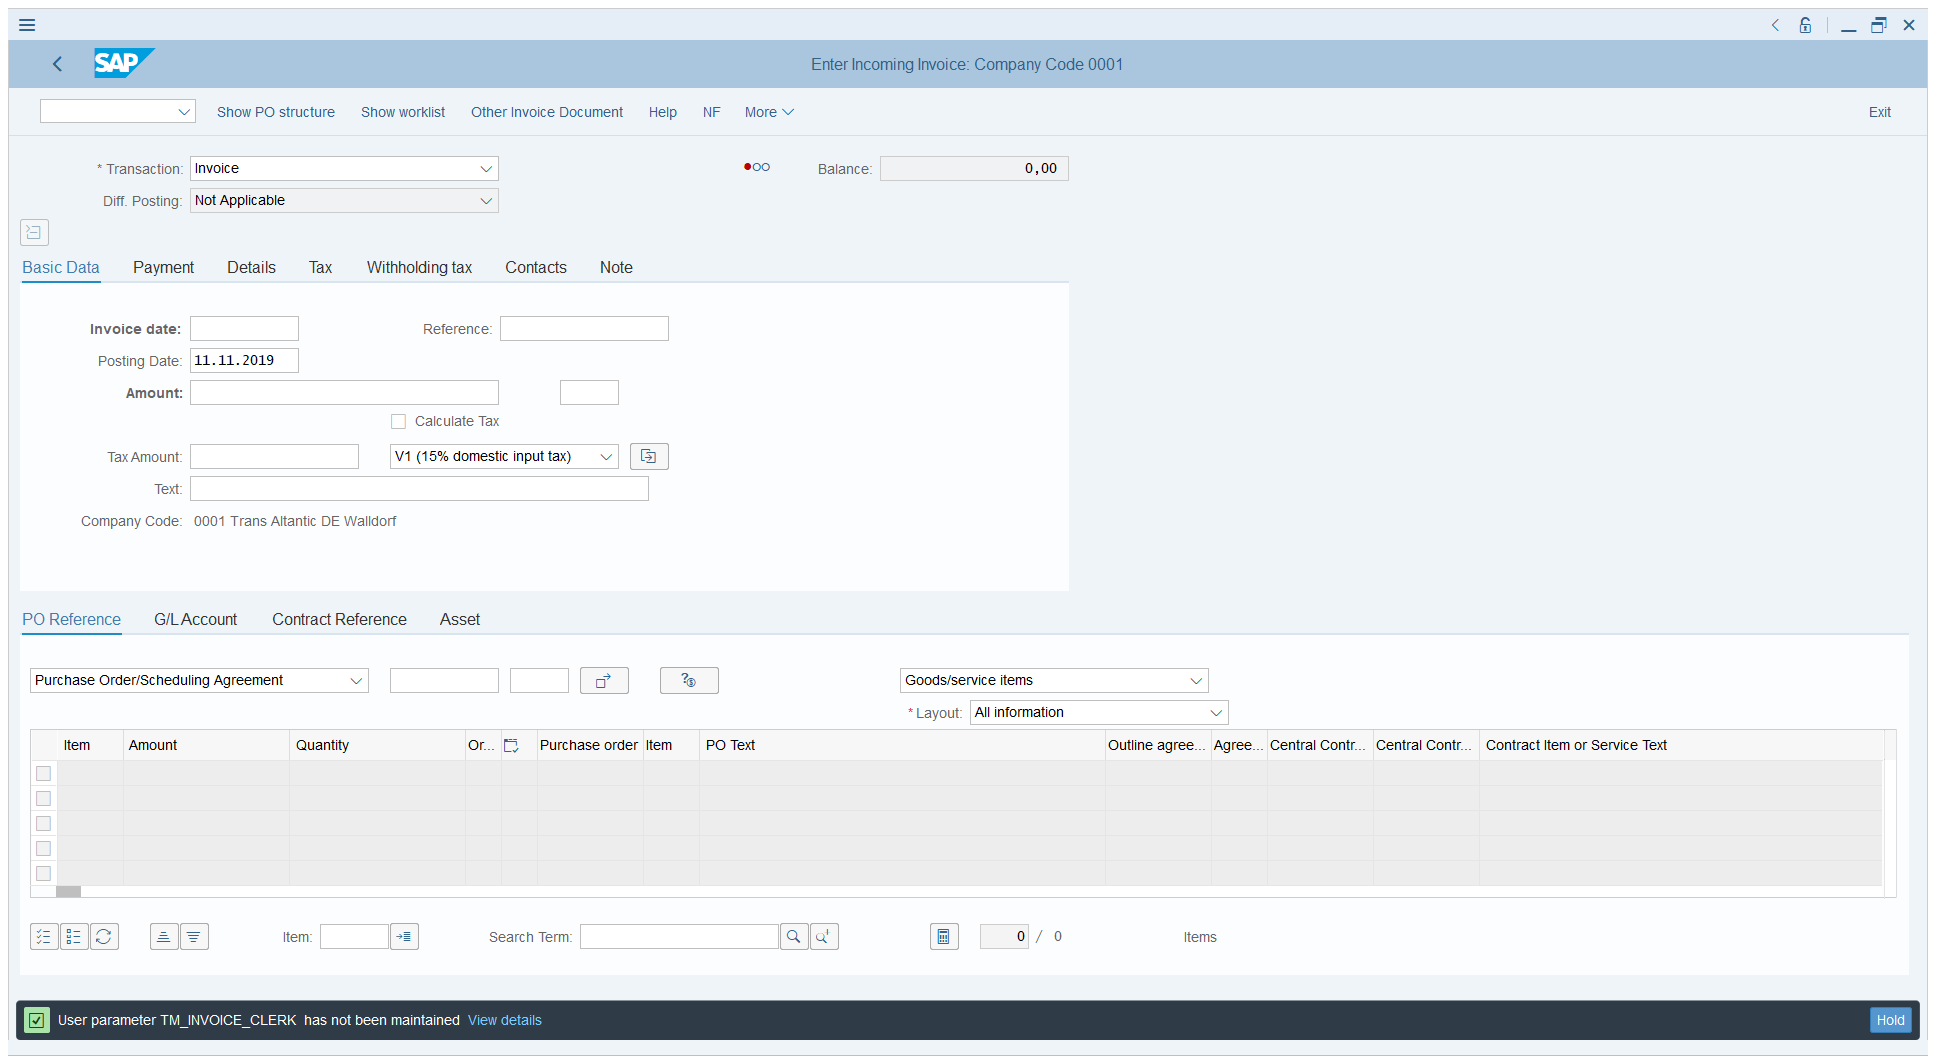 SAP
Enter Incoming Invoice: Company Code 0001
Show PO structure Show worklist Other Invoice Document Help NF More Exit
* Transaction: Invoice Balance: 0,00
Diff. Posting: Not Applicable
Basic Data Payment Details Tax Withholding tax Contacts Note
Invoice date: Reference:
Posting Date: 11.11.2019
Amount:
Calculate Tax
Tax Amount: V1 (15% domestic input tax)
Text:
Company Code: 0001 Trans Altantic DE Walldorf
PO Reference G/L Account Contract Reference Asset
Purchase Order/Scheduling Agreement Goods/service items
* Layout: All information
Item Amount Quantity Or... Purchase order Item PO Text Outline agree... Agree... Central Contr... Central Contr... Contract Item or Service Text
Item: Search Term: 0 / 0 Items
User parameter TM_INVOICE_CLERK has not been maintained View details Hold